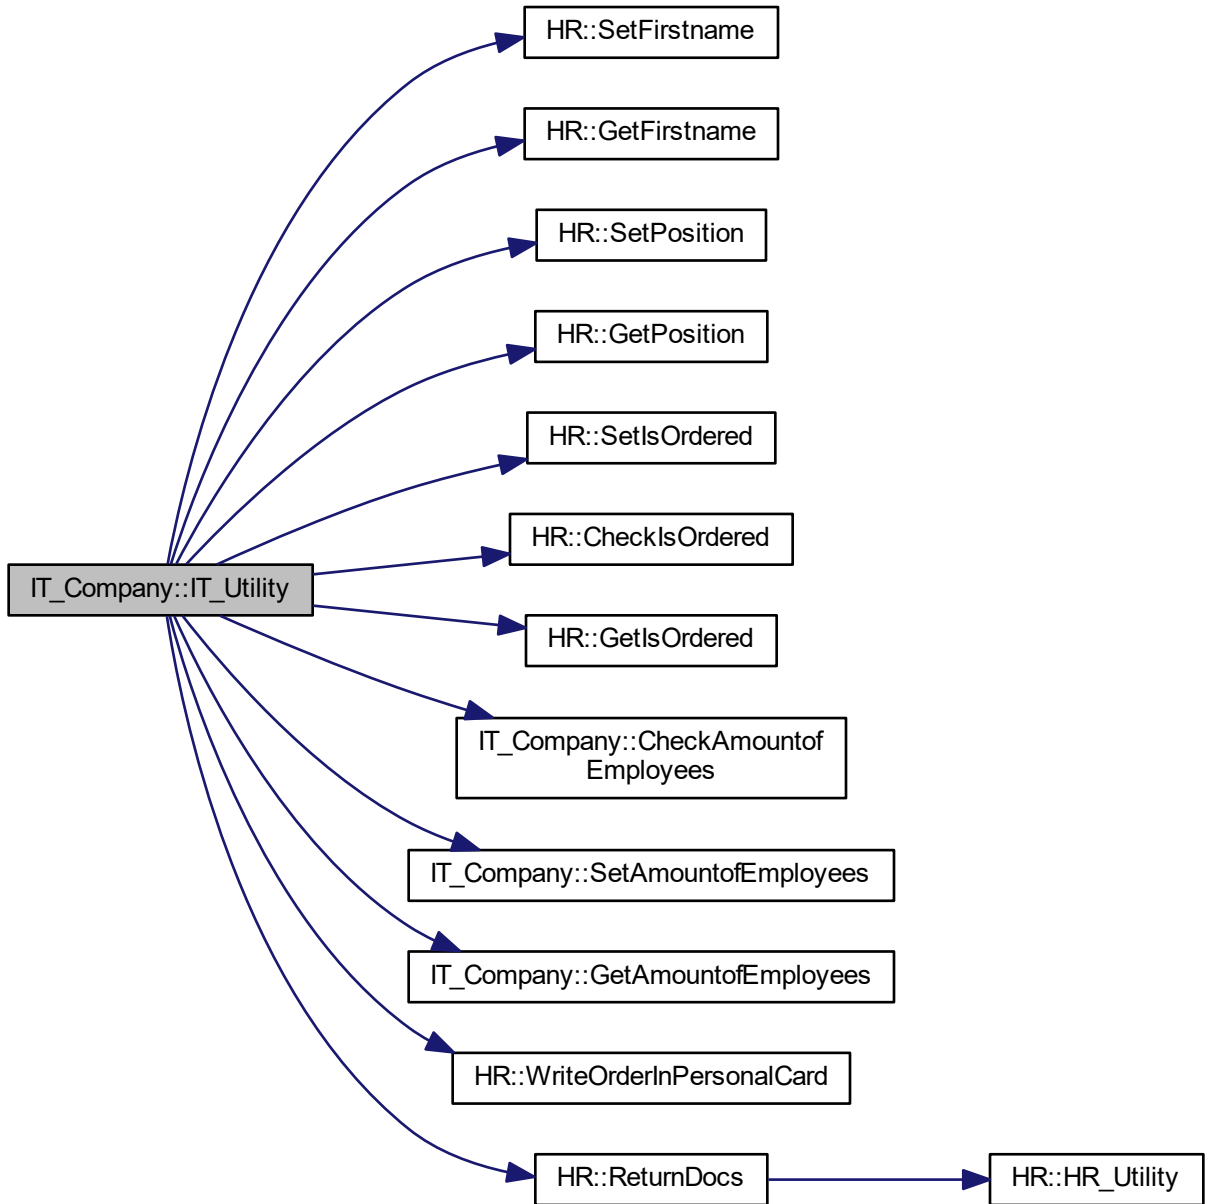 HR::SetFirstname
HR::GetFirstname
HR::SetPosition
HR::GetPosition
HR::SetIsOrdered
HR::CheckIsOrdered
IT_Company::IT_Utility
HR::GetIsOrdered
IT_Company::CheckAmountof
Employees
IT_Company::SetAmountofEmployees
IT_Company::GetAmountofEmployees
HR::WriteOrderInPersonalCard
HR::ReturnDocs
HR::HR_Utility